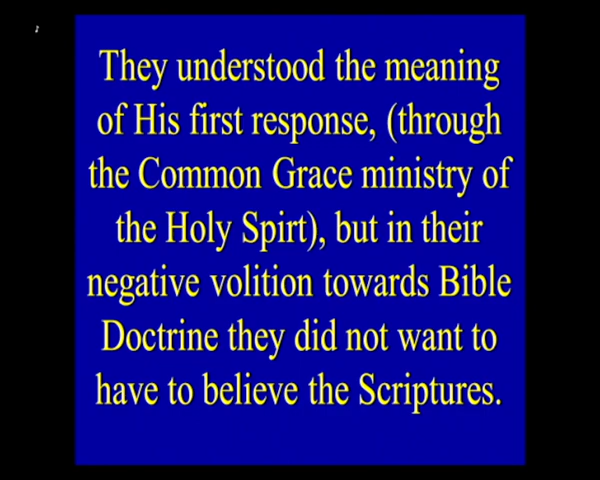 They understood the meaning
of His first response, (through
the Common Grace ministry of
the Holy Spirt), but in their
negative volition towards Bible
Doctrine they did not want to
have to believe the Scriptures.